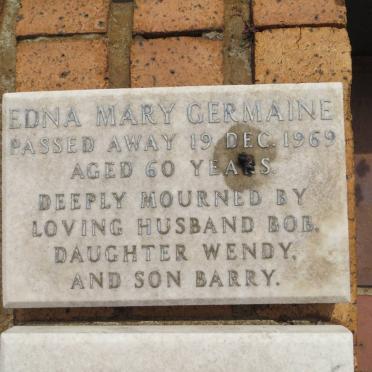 EDNA MARY GERMAINE
PASSED AWAY 19 DEC. 1969
AGED 60 YEARS.
DEEPLY MOURNED BY
LOVING HUSBAND BOB,
DAUGHTER WENDY,
AND SON BARRY.